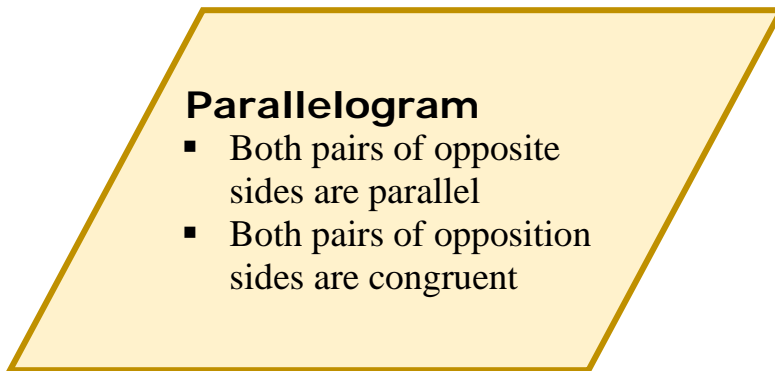 Parallelogram
▪ Both pairs of opposite
sides are parallel
▪ Both pairs of opposition
sides are congruent